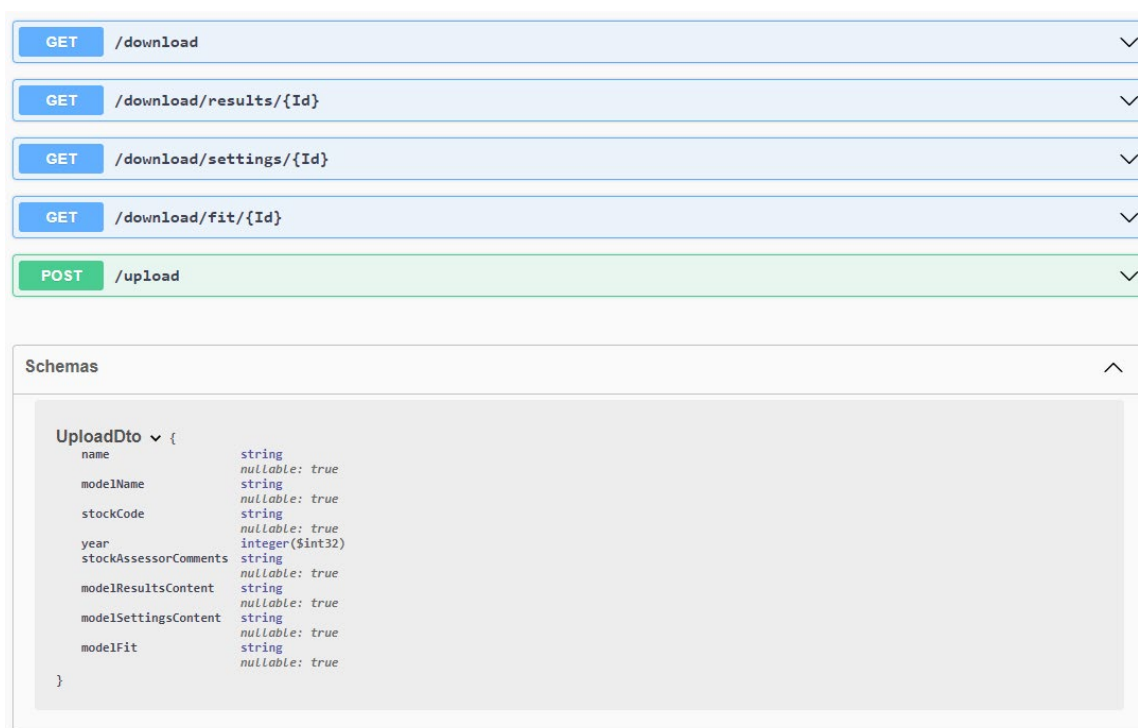 GET /download
GET /download/results/{Id}
GET /download/settings/{Id}
GET /download/fit/{Id}
POST /upload
Schemas
UploadDto {
name string
nullable: true
modelName string
nullable: true
stockCode string
nullable: true
year integer($int32)
stockAssessorComments string
nullable: true
modelResultsContent string
nullable: true
modelSettingsContent string
nullable: true
modelFit string
nullable: true
}